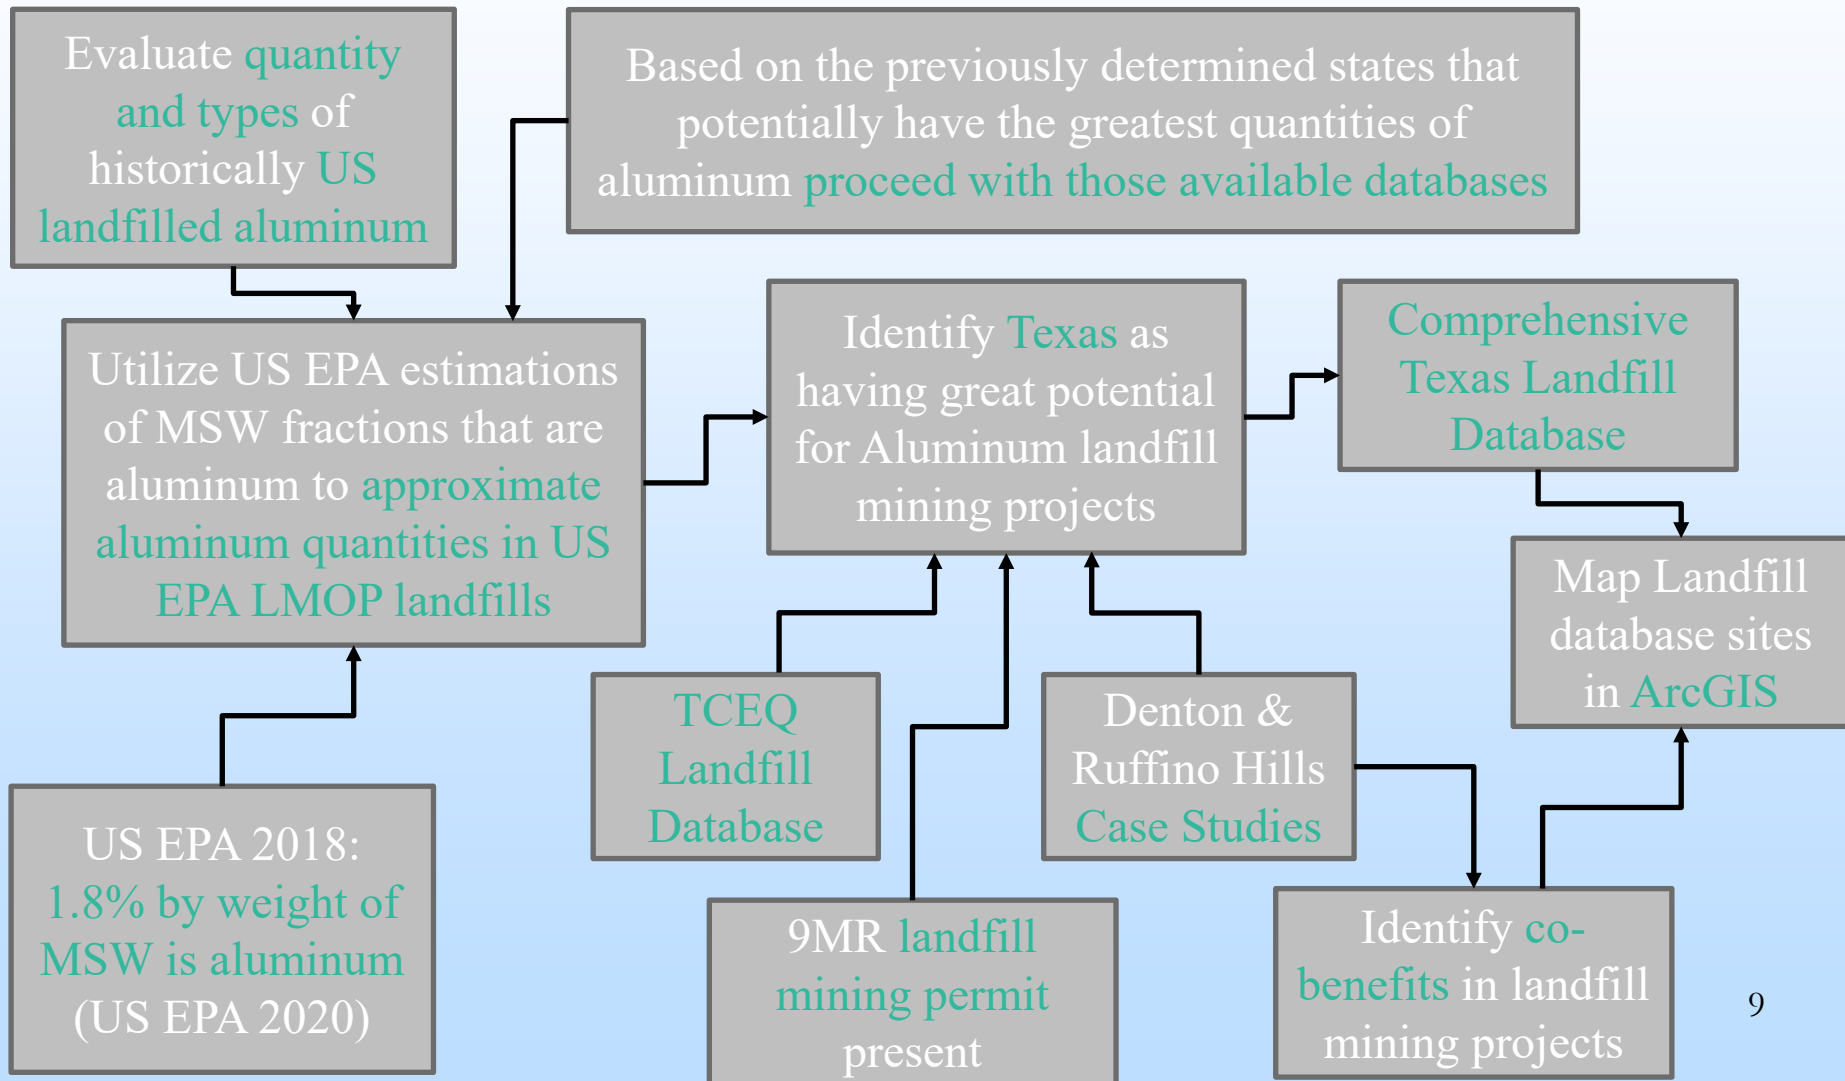 Evaluate quantity
and types of
historically US
landfilled aluminum
Based on the previously determined states that
potentially have the greatest quantities of
aluminum proceed with those available databases
Utilize US EPA estimations
of MSW fractions that are
aluminum to approximate
aluminum quantities in US
EPA LMOP landfills
Identify Texas as
having great potential
for Aluminum landfill
mining projects
Comprehensive
Texas Landfill
Database
Map Landfill
database sites
in ArcGIS
TCEQ
Landfill
Database
Denton &
Ruffino Hills
Case Studies
US EPA 2018:
1.8% by weight of
MSW is aluminum
(US EPA 2020)
9MR landfill
mining permit
present
Identify co-
benefits in landfill
mining projects
9